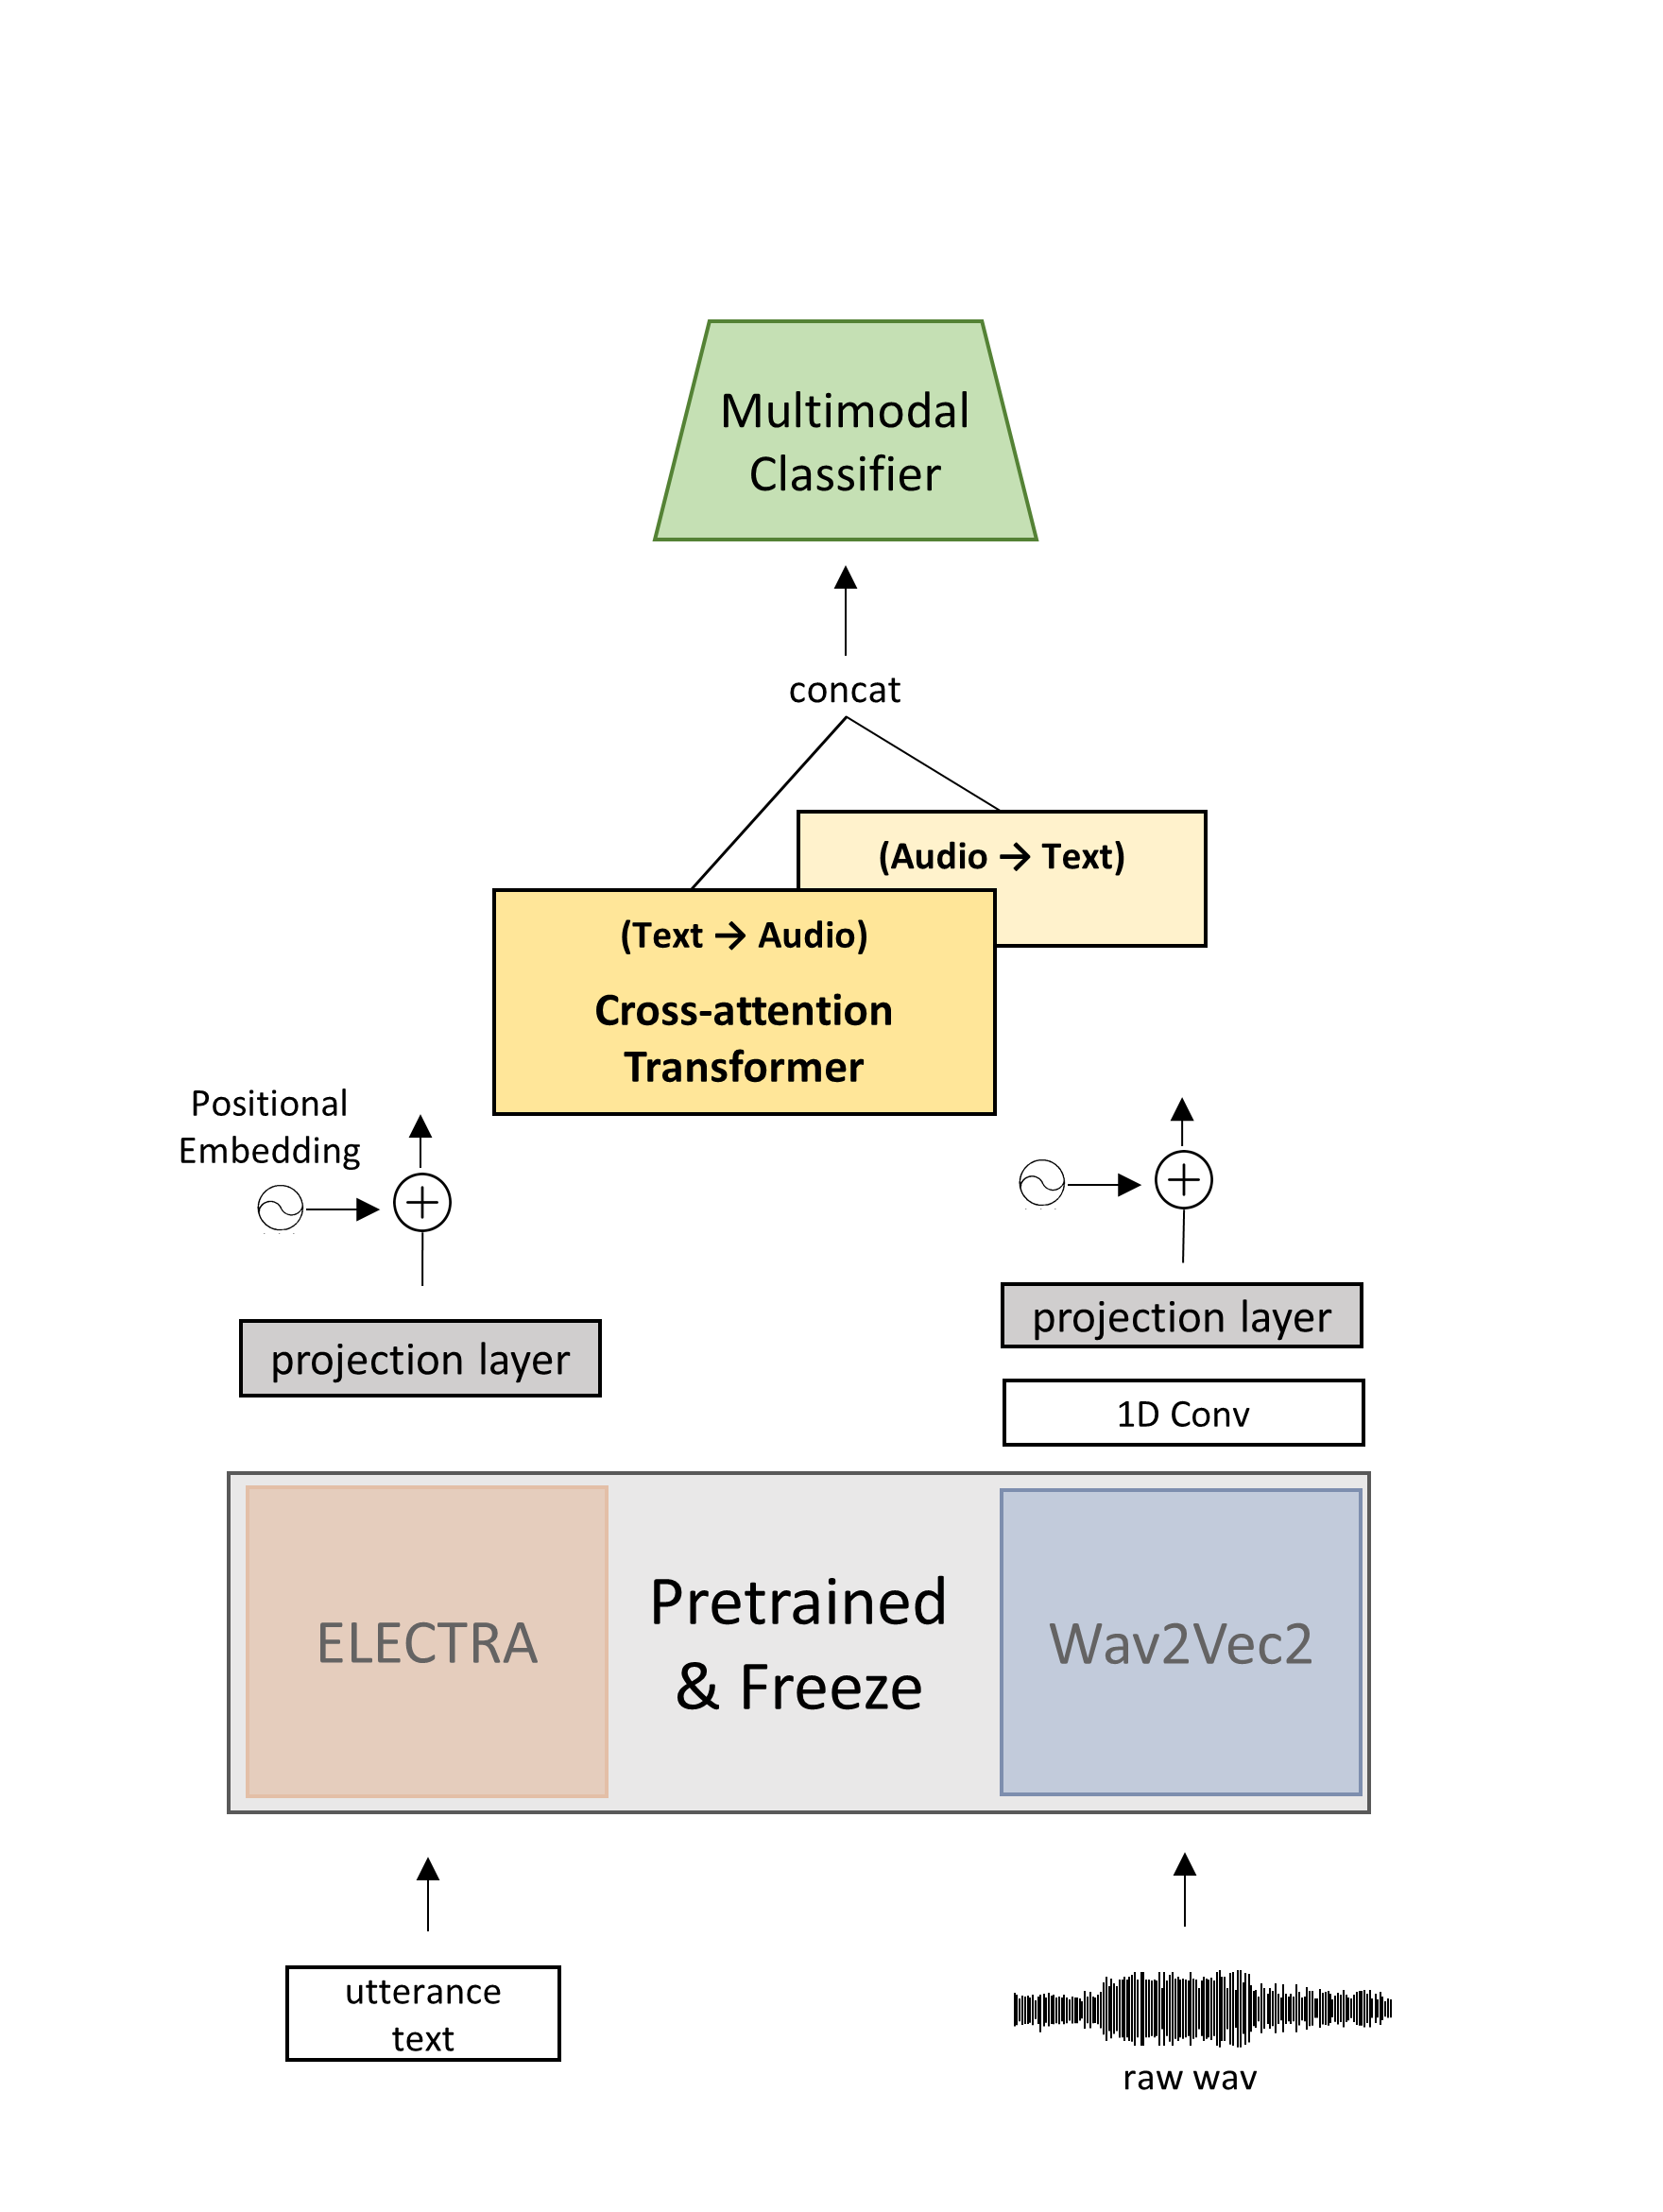 Multimodal
Classifier
concat
(Audio → Text)
(Text → Audio)
Cross-attention
Transformer
Positional
Embedding
projection layer
projection layer
1D Conv
ELECTRA
Pretrained
& Freeze
Wav2Vec2
utterance
text
raw wav